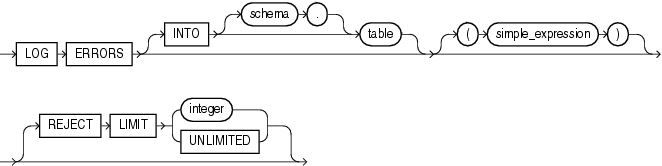 schema .
INTO table ( simple_expression )
LOG ERRORS
integer
REJECT LIMIT
UNLIMITED